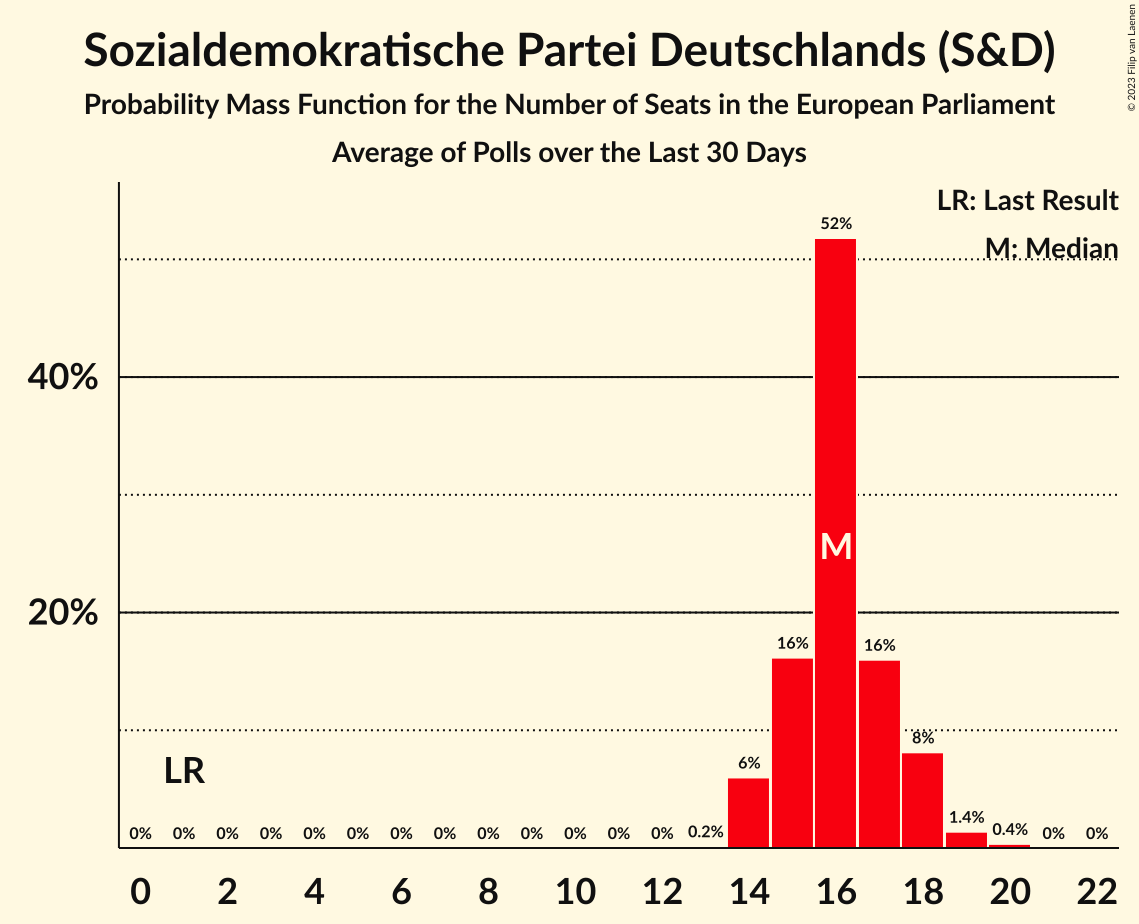 Sozialdemokratische Partei Deutschlands (S&D)
Probability Mass Function for the Number of Seats in the European Parliament
Average of Polls over the Last 30 Days
© 2023 Filip van Laenen
LR: Last Result
M: Median
40%
20%
LR
M
0% 0% 0% 0% 0% 0% 0% 0% 0% 0% 0% 0% 0% 0.2% 6% 16% 52% 16% 8% 1.4% 0.4% 0% 0%
0 2 4 6 8 10 12 14 16 18 20 22